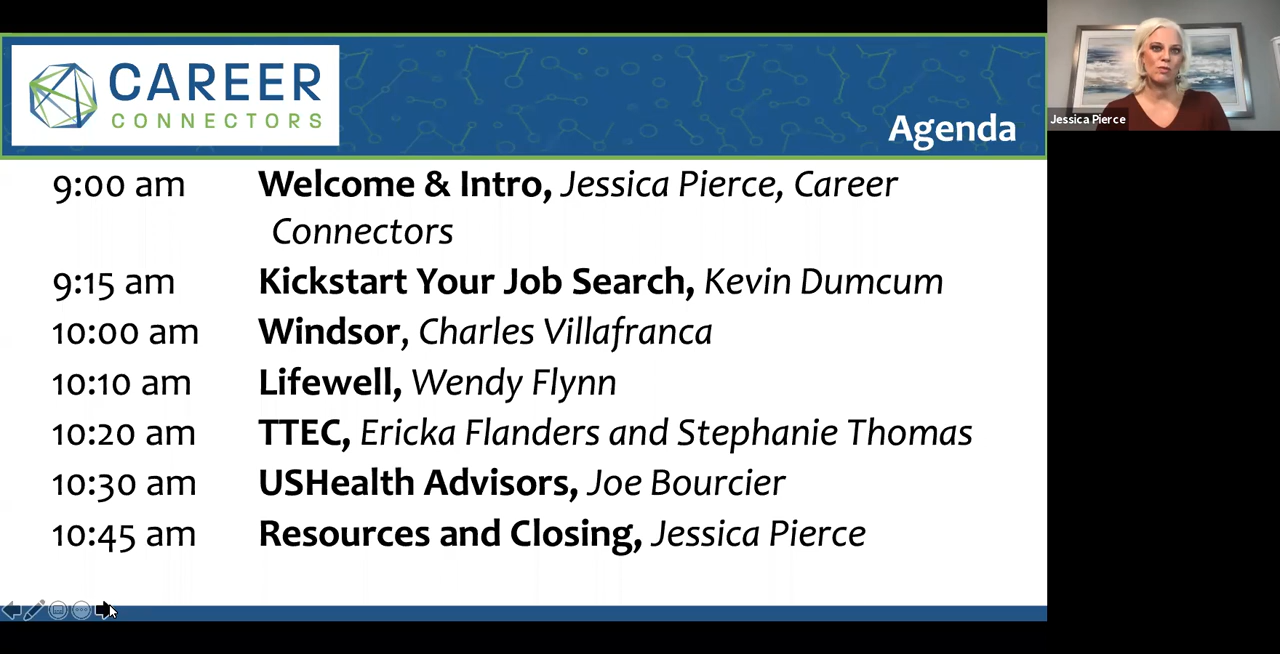 CAREER
CONNECTORS
Agenda
Jessica Pierce
9:00 am Welcome & Intro, Jessica Pierce, Career
Connectors
9:15 am Kickstart Your Job Search, Kevin Dumcum
10:00 am Windsor, Charles Villafranca
10:10 am Lifewell, Wendy Flynn
10:20 am TTEC, Ericka Flanders and Stephanie Thomas
10:30 am USHealth Advisors, Joe Bourcier
10:45 am Resources and Closing, Jessica Pierce